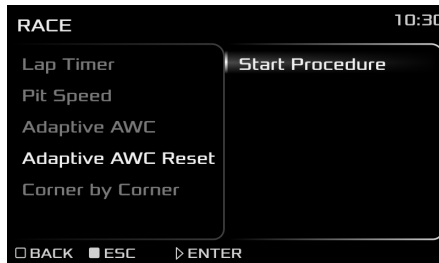 RACE 10:30
Lap Timer Start Procedure
Pit Speed
Adaptive AWC
Adaptive AWC Reset
Corner by Corner
BACK ESC ENTER